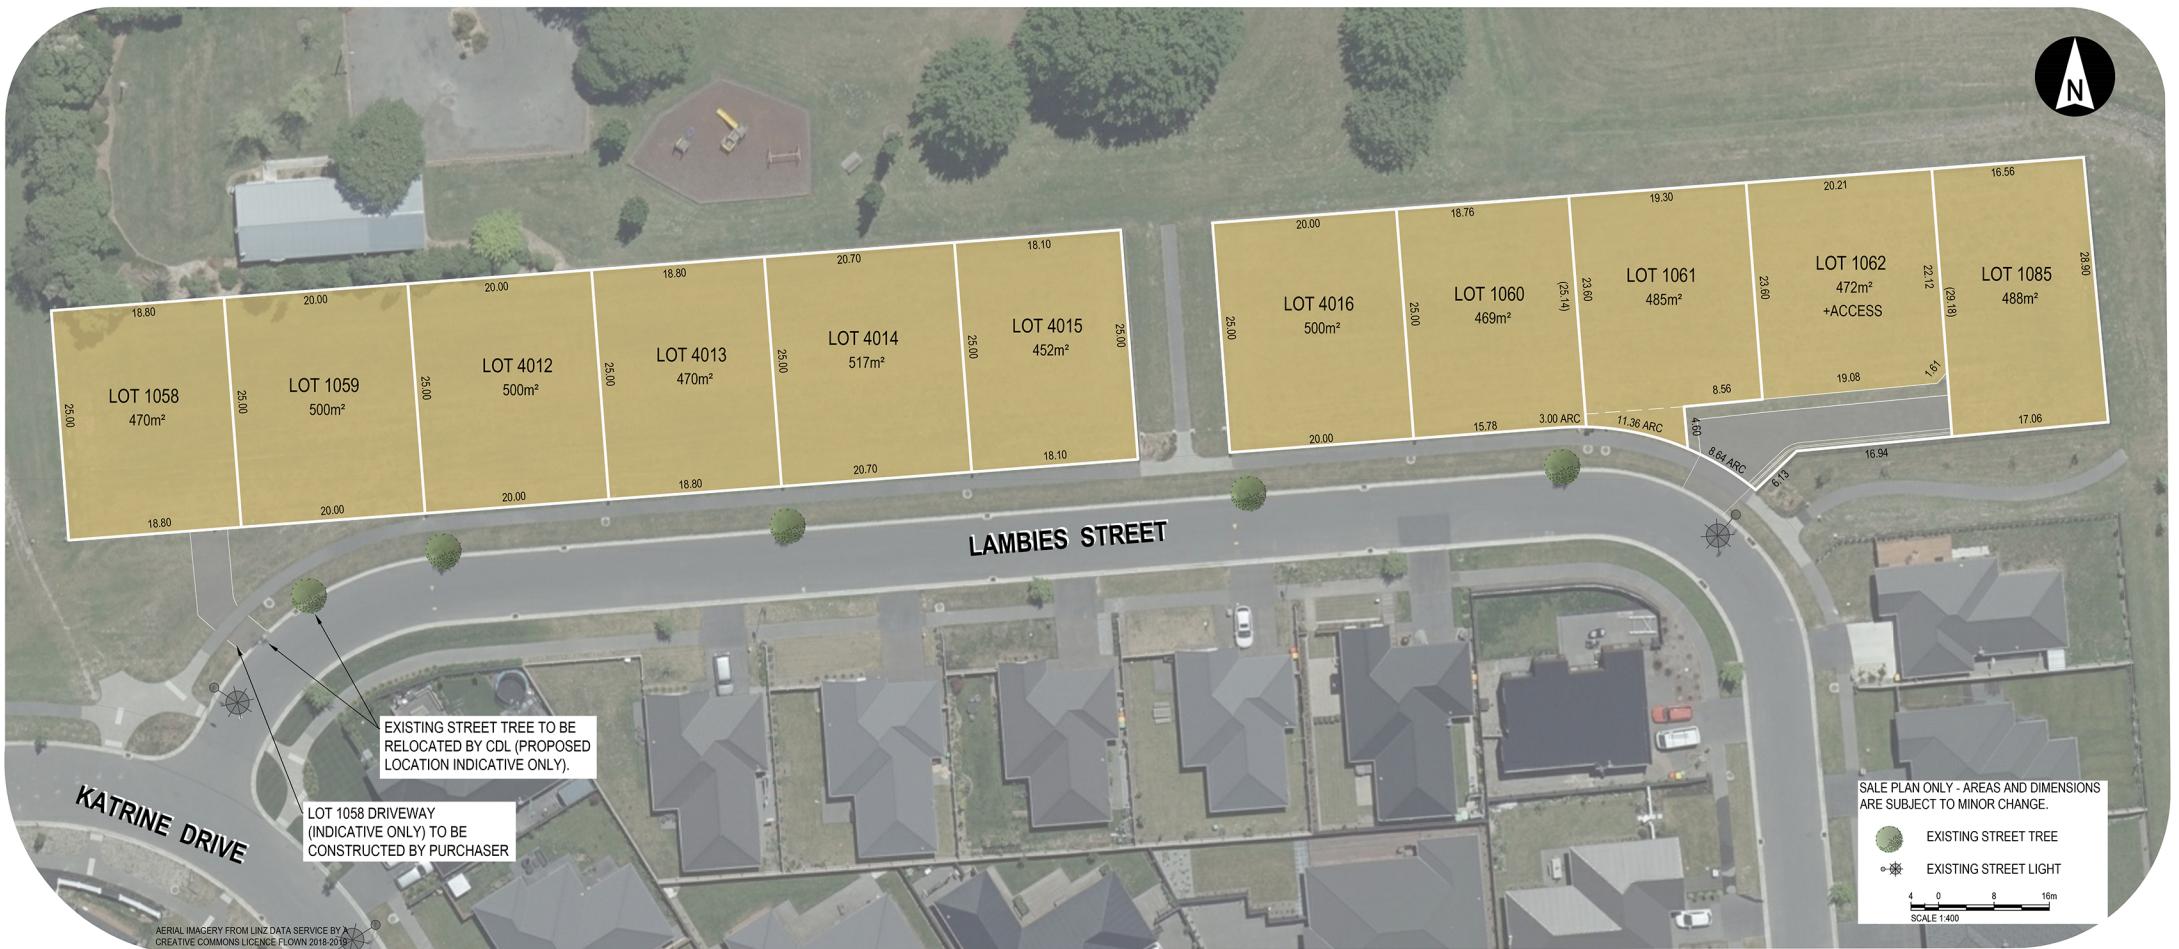 N
18.80
20.00
20.00
18.80
20.70
18.10
20.00
18.76
19.30
20.21
16.56
25.00
LOT 1058
470m²
25.00
LOT 1059
500m²
25.00
LOT 4012
500m²
25.00
LOT 4013
470m²
25.00
LOT 4014
517m²
25.00
LOT 4015
452m²
25.00
25.00
LOT 4016
500m²
25.00
LOT 1060
469m²
(25.14)
23.60
LOT 1061
485m²
23.60
LOT 1062
472m²
+ACCESS
22.12
(29.18)
LOT 1085
488m²
28.90
18.80
20.00
20.00
18.80
20.70
18.10
20.00
15.78
3.00 ARC
11.36 ARC
8.56
4.60
19.08
1.61
8.64 ARC
6.13
16.94
17.06
LAMBIES STREET
EXISTING STREET TREE TO BE
RELOCATED BY CDL (PROPOSED
LOCATION INDICATIVE ONLY).
LOT 1058 DRIVEWAY
(INDICATIVE ONLY) TO BE
CONSTRUCTED BY PURCHASER
KATRINE DRIVE
SALE PLAN ONLY - AREAS AND DIMENSIONS
ARE SUBJECT TO MINOR CHANGE.
EXISTING STREET TREE
EXISTING STREET LIGHT
4 0 8 16m
SCALE 1:400
AERIAL IMAGERY FROM LINZ DATA SERVICE BY A
CREATIVE COMMONS LICENCE FLOWN 2018-2019